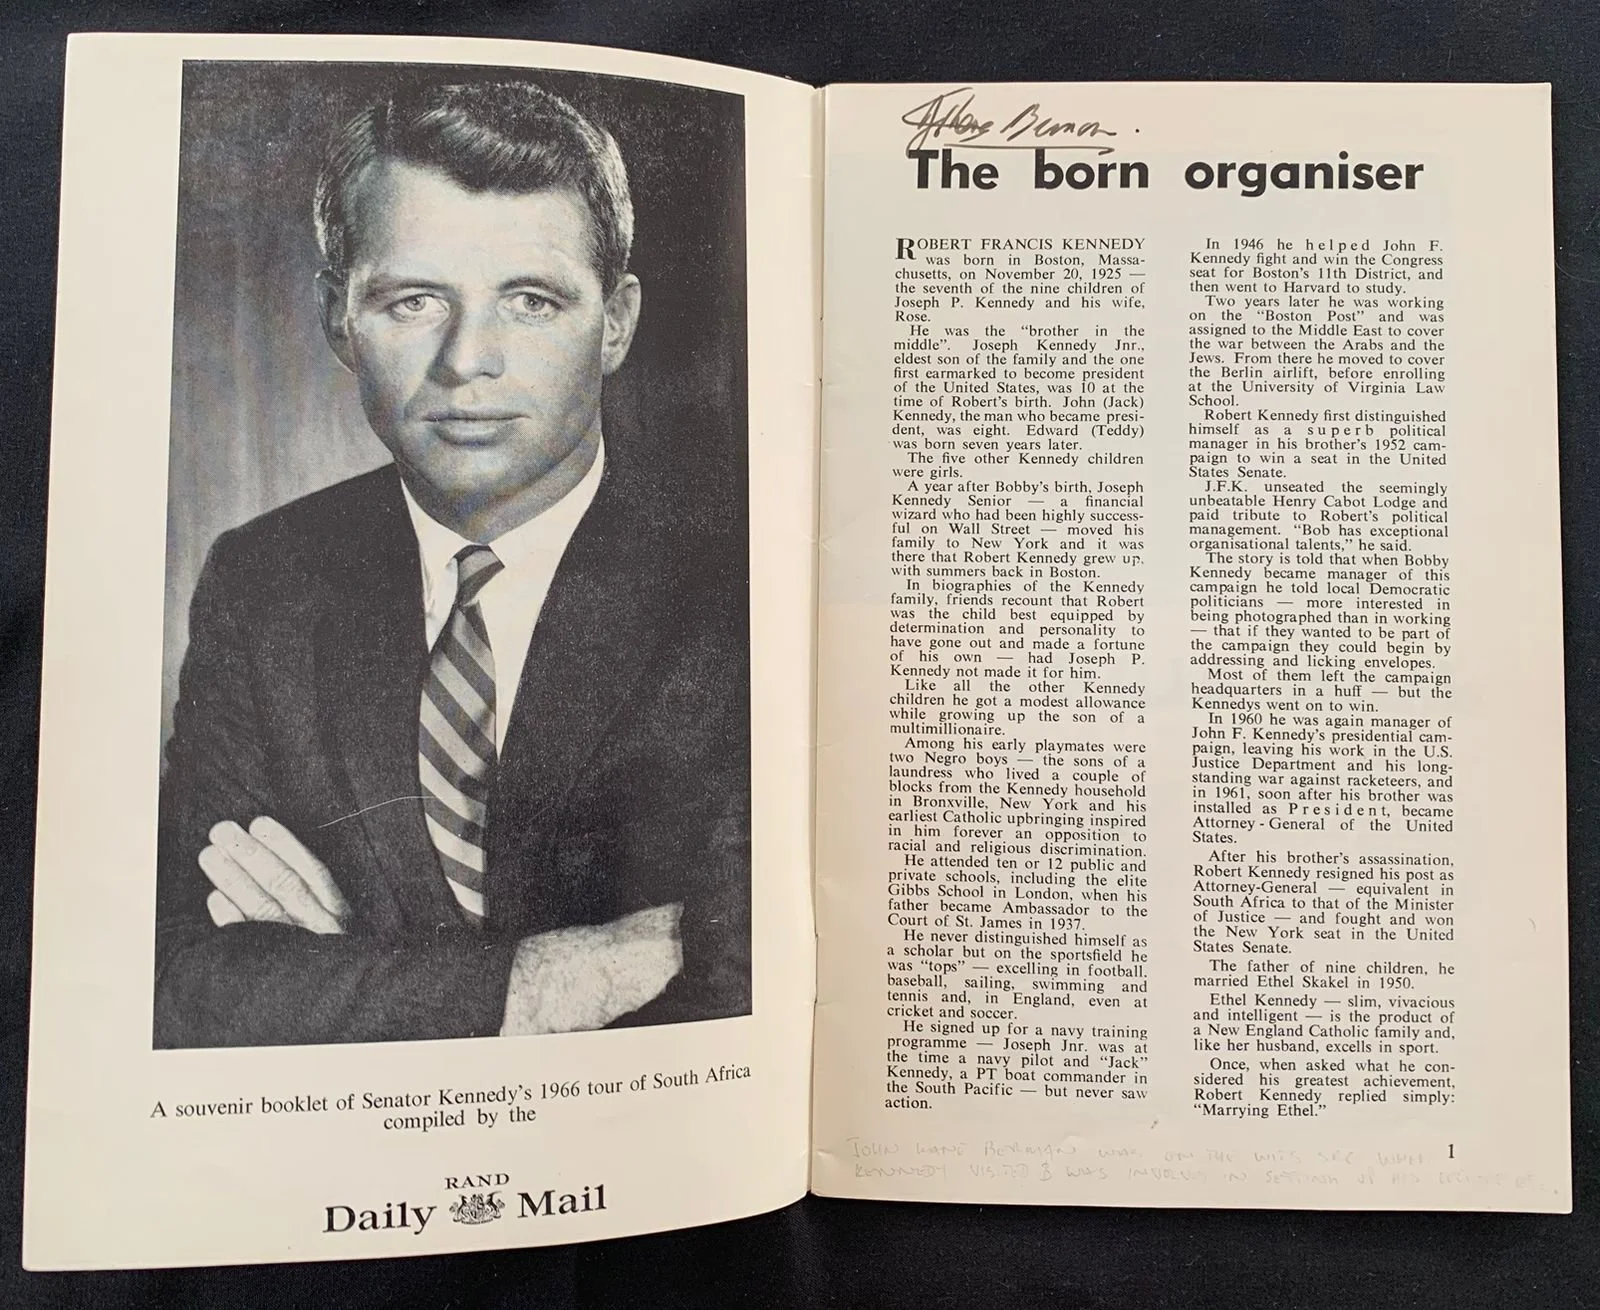 A souvenir booklet of Senator Kennedy's 1966 tour of South Africa
compiled by the
RAND
Daily Mail
The born organiser
ROBERT FRANCIS KENNEDY
was born in Boston, Massa-
chusetts, on November 20, 1925 —
the seventh of the nine children of
Joseph P. Kennedy and his wife,
Rose.
He was the “brother in the
middle”. Joseph Kennedy Jnr.,
eldest son of the family and the one
first earmarked to become president
of the United States, was 10 at the
time of Robert's birth. John (Jack)
Kennedy, the man who became presi-
dent, was eight. Edward (Teddy)
was born seven years later.
The five other Kennedy children
were girls.
A year after Bobby's birth, Joseph
Kennedy Senior — a financial
wizard who had been highly success-
ful on Wall Street — moved his
family to New York and it was
there that Robert Kennedy grew up,
with summers back in Boston.
In biographies of the Kennedy
family, friends recount that Robert
was the child best equipped by
determination and personality to
have gone out and made a fortune
of his own — had Joseph P.
Kennedy not made it for him.
Like all the other Kennedy
children he got a modest allowance
while growing up the son of a
multimillionaire.
Among his early playmates were
two Negro boys — the sons of a
laundress who lived a couple of
blocks from the Kennedy household
in Bronxville, New York and his
earliest Catholic upbringing inspired
in him forever an opposition to
racial and religious discrimination.
He attended ten or 12 public and
private schools, including the elite
Gibbs School in London, when his
father became Ambassador to the
Court of St. James in 1937.
He never distinguished himself as
a scholar but on the sportsfield he
was “tops” — excelling in football,
baseball, sailing, swimming and
tennis and, in England, even at
cricket and soccer.
He signed up for a navy training
programme — Joseph Jnr. was at
the time a navy pilot and “Jack”
Kennedy, a PT boat commander in
the South Pacific — but never saw
action.
In 1946 he helped John F.
Kennedy fight and win the Congress
seat for Boston's 11th District, and
then went to Harvard to study.
Two years later he was working
on the “Boston Post” and was
assigned to the Middle East to cover
the war between the Arabs and the
Jews. From there he moved to cover
the Berlin airlift, before enrolling
at the University of Virginia Law
School.
Robert Kennedy first distinguished
himself as a superb political
manager in his brother's 1952 cam-
paign to win a seat in the United
States Senate.
J.F.K. unseated the seemingly
unbeatable Henry Cabot Lodge and
paid tribute to Robert's political
management. “Bob has exceptional
organisational talents,” he said.
The story is told that when Bobby
Kennedy became manager of this
campaign he told local Democratic
politicians — more interested in
being photographed than in working
— that if they wanted to be part of
the campaign they could begin by
addressing and licking envelopes.
Most of them left the campaign
headquarters in a huff — but the
Kennedys went on to win.
In 1960 he was again manager of
John F. Kennedy's presidential cam-
paign, leaving his work in the U.S.
Justice Department and his long-
standing war against racketeers, and
in 1961, soon after his brother was
installed as President, became
Attorney-General of the United
States.
After his brother's assassination,
Robert Kennedy resigned his post as
Attorney-General — equivalent in
South Africa to that of the Minister
of Justice — and fought and won
the New York seat in the United
States Senate.
The father of nine children, he
married Ethel Skakel in 1950.
Ethel Kennedy — slim, vivacious
and intelligent — is the product of
a New England Catholic family and,
like her husband, excells in sport.
Once, when asked what he con-
sidered his greatest achievement,
Robert Kennedy replied simply:
“Marrying Ethel.”
1
JOHN KANE BERMAN WAS ON THE WITS SRC WHEN
KENNEDY VISITED & WAS INVOLVED IN SETTING UP HIS